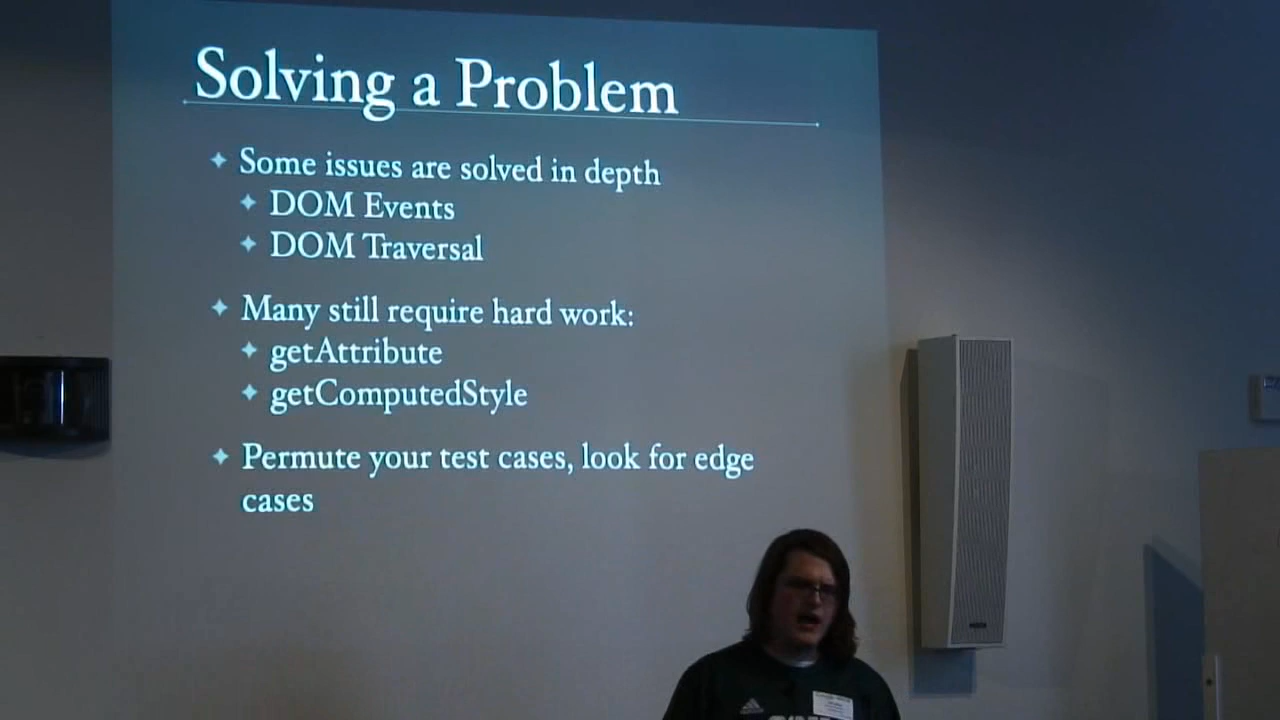 Solving a Problem
Some issues are solved in depth
DOM Events
DOM Traversal
Many still require hard work:
getAttribute
getComputedStyle
Permute your test cases, look for edge
cases